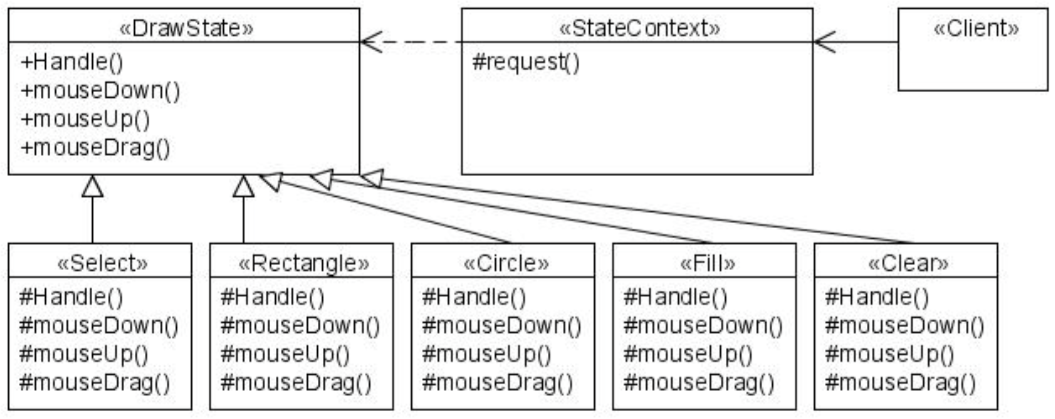 «DrawState»
+Handle()
+mouseDown()
+mouseUp()
+mouseDrag()
«StateContext»
#request()
«Client»
«Select»
#Handle()
#mouseDown()
#mouseUp()
#mouseDrag()
«Rectangle»
#Handle()
#mouseDown()
#mouseUp()
#mouseDrag()
«Circle»
#Handle()
#mouseDown()
#mouseUp()
#mouseDrag()
«Fill»
#Handle()
#mouseDown()
#mouseUp()
#mouseDrag()
«Clear»
#Handle()
#mouseDown()
#mouseUp()
#mouseDrag()